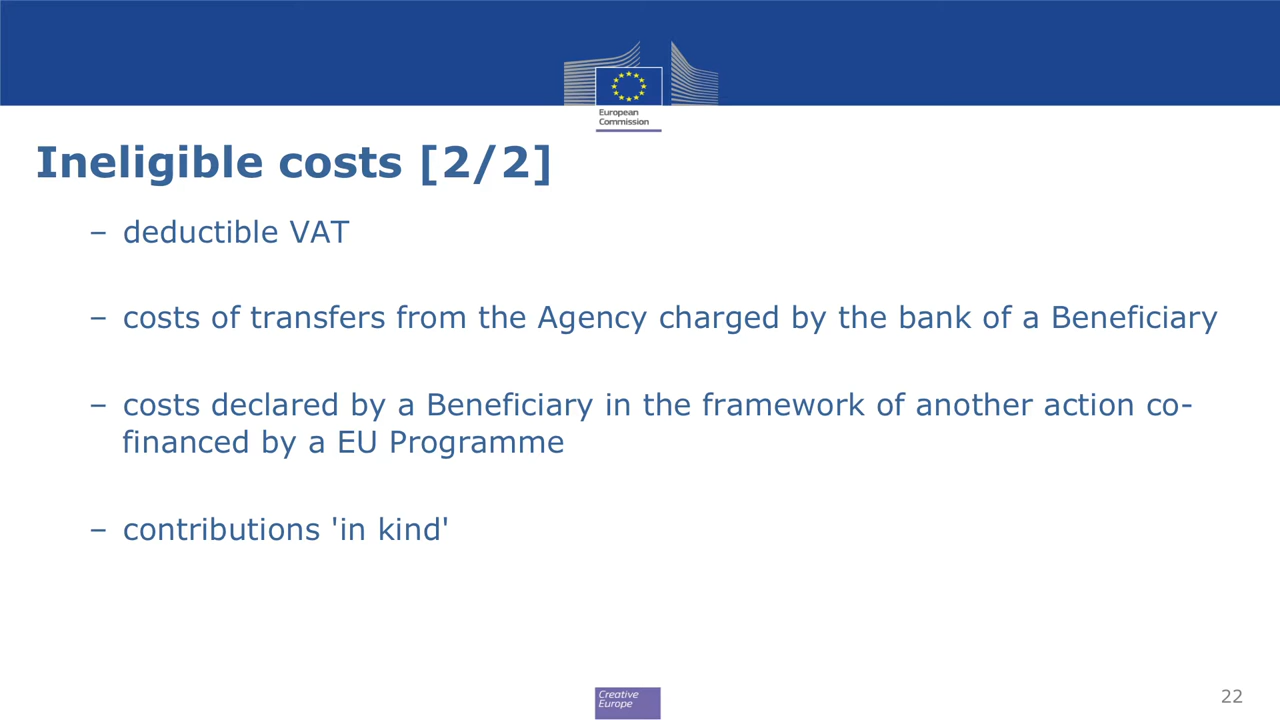 European
Commission
Ineligible costs [2/2]
– deductible VAT
– costs of transfers from the Agency charged by the bank of a Beneficiary
– costs declared by a Beneficiary in the framework of another action co-
financed by a EU Programme
– contributions 'in kind'
Creative
Europe
22